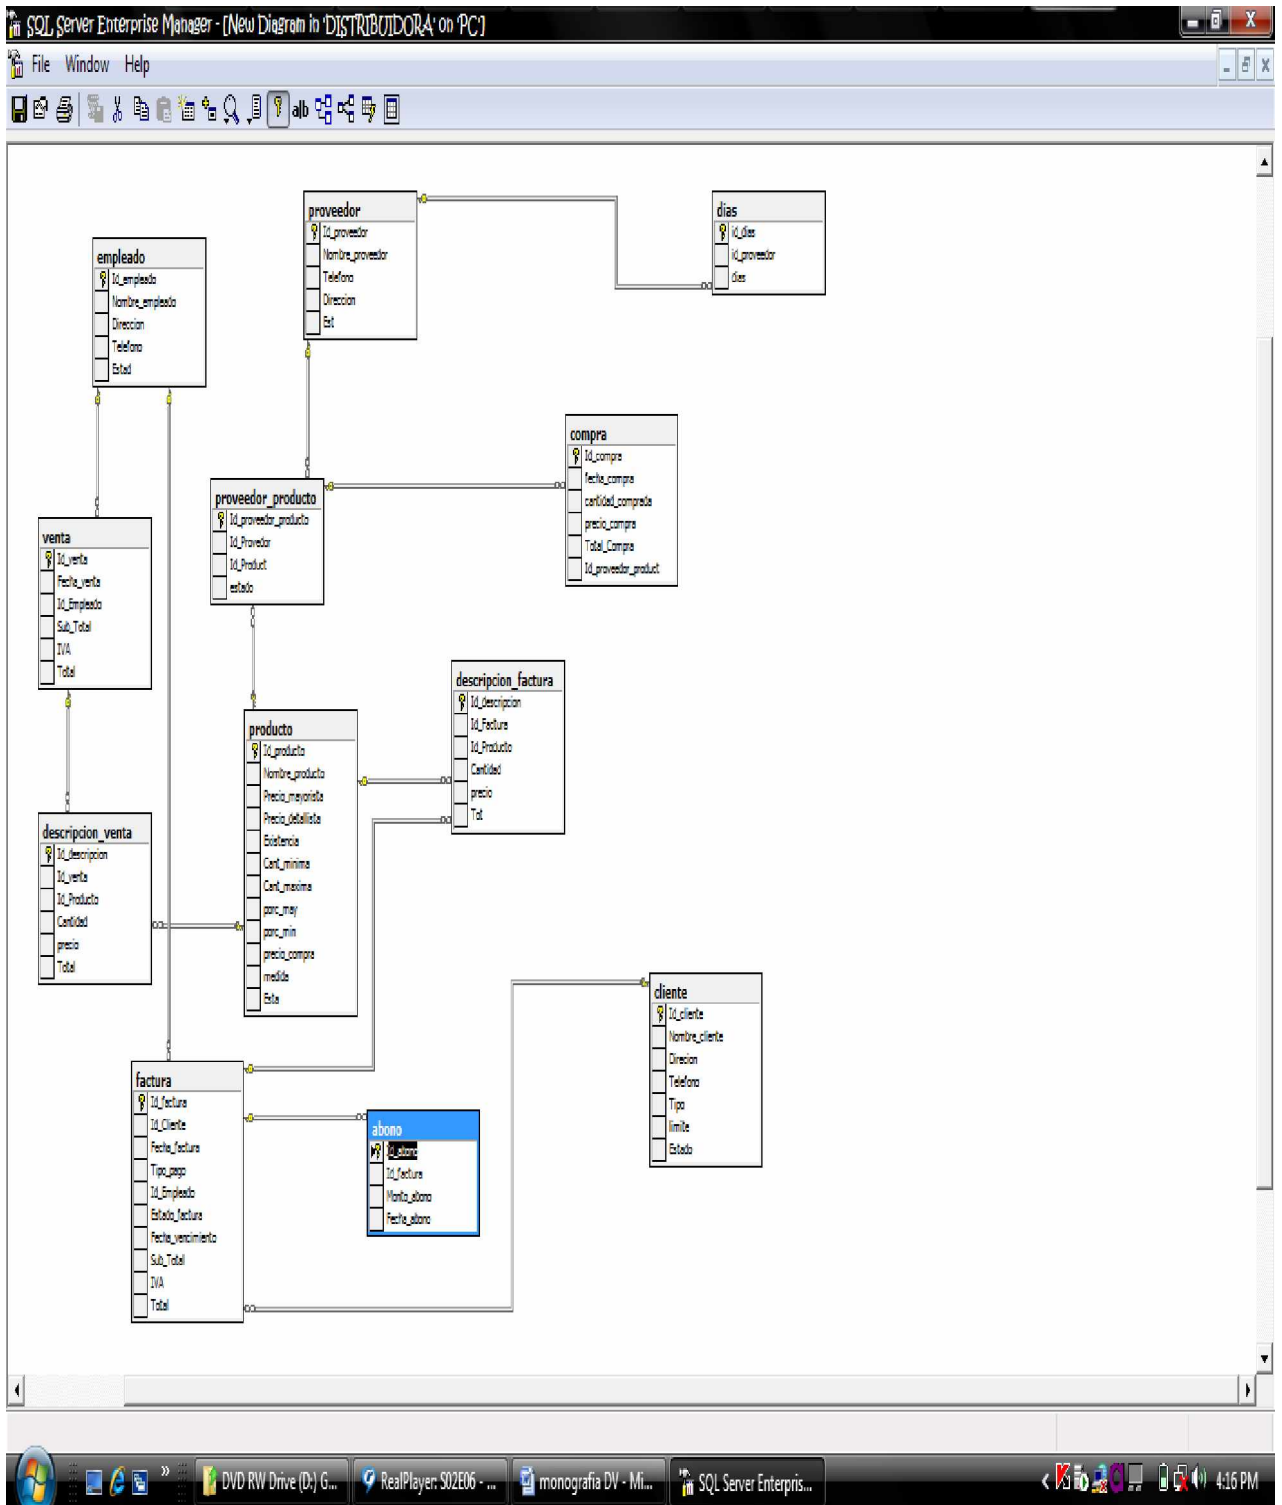 SQL Server Enterprise Manager - [New Diagram in 'DISTRIBUIDORA' on 'PC']
File Window Help
a|b
proveedor
Id_proveedor
Nombre_proveedor
Telefono
Direccion
Est
dias
id_dias
id_proveedor
dias
empleado
Id_empleado
Nombre_empleado
Direccion
Telefono
Estad
compra
Id_compra
fecha_compra
cantidad_comprada
precio_compra
Total_Compra
Id_proveedor_product
proveedor_producto
Id_proveedor_producto
Id_Provedor
Id_Product
estado
venta
Id_venta
Fecha_venta
Id_Empleado
Sub_Total
IVA
Total
descripcion_factura
Id_descripcion
Id_Factura
Id_Producto
Cantidad
precio
Tot
producto
Id_producto
Nombre_producto
Precio_mayorista
Precio_detallista
Existencia
Cant_minima
Cant_maxima
porc_may
porc_min
precio_compra
medida
Esta
descripcion_venta
Id_descripcion
Id_venta
Id_Producto
Cantidad
precio
Total
cliente
Id_cliente
Nombre_cliente
Direcion
Telefono
Tipo
limite
Estado
factura
Id_factura
Id_Cliente
Fecha_factura
Tipo_pago
Id_Empleado
Estado_factura
Fecha_vencimiento
Sub_Total
IVA
Total
abono
Id_abono
Id_factura
Monto_abono
Fecha_abono
DVD RW Drive (D:) G...
RealPlayer: S02E06 - ...
monografia DV - Mi...
SQL Server Enterpris...
4:16 PM